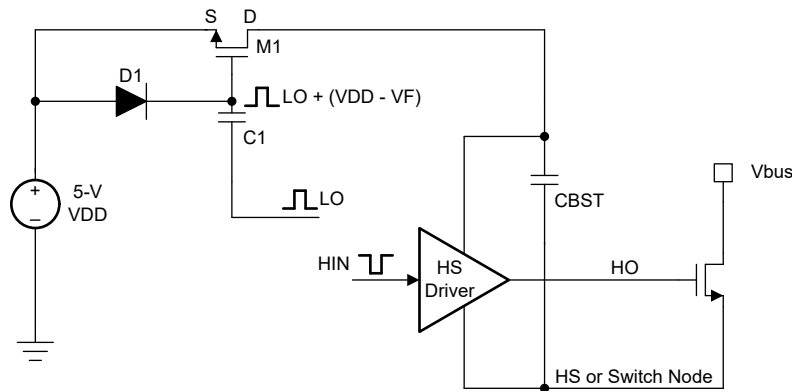 S D
M1
D1
LO + (VDD - VF)
C1
+
–
5-V
VDD
LO
CBST
Vbus
HIN
HS
Driver
HO
HS or Switch Node